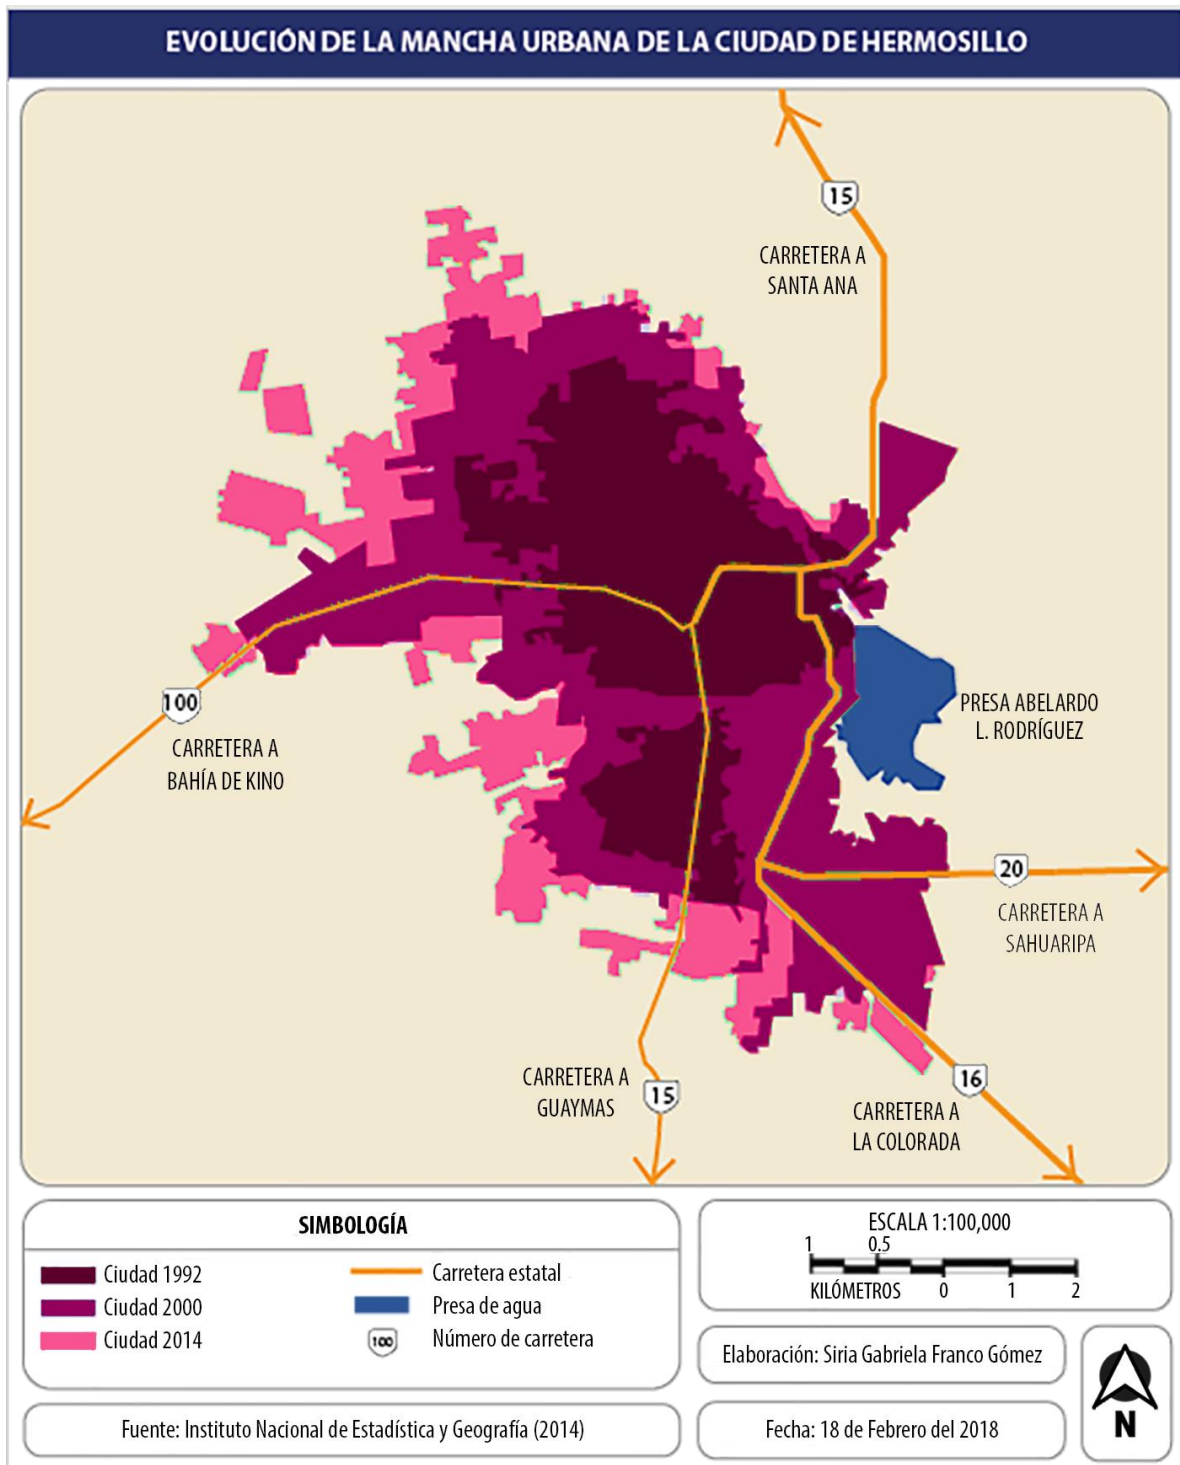 EVOLUCIÓN DE LA MANCHA URBANA DE LA CIUDAD DE HERMOSILLO
15
CARRETERA A
SANTA ANA
100
CARRETERA A
BAHÍA DE KINO
PRESA ABELARDO
L. RODRÍGUEZ
20
CARRETERA A
SAHUARIPA
CARRETERA A
GUAYMAS
15
16
CARRETERA A
LA COLORADA
SIMBOLOGÍA
Ciudad 1992
Ciudad 2000
Ciudad 2014
Carretera estatal
Presa de agua
100
Número de carretera
ESCALA 1:100,000
1 0.5
KILÓMETROS 0 1 2
Elaboración: Siria Gabriela Franco Gómez
Fuente: Instituto Nacional de Estadística y Geografía (2014)
Fecha: 18 de Febrero del 2018
N